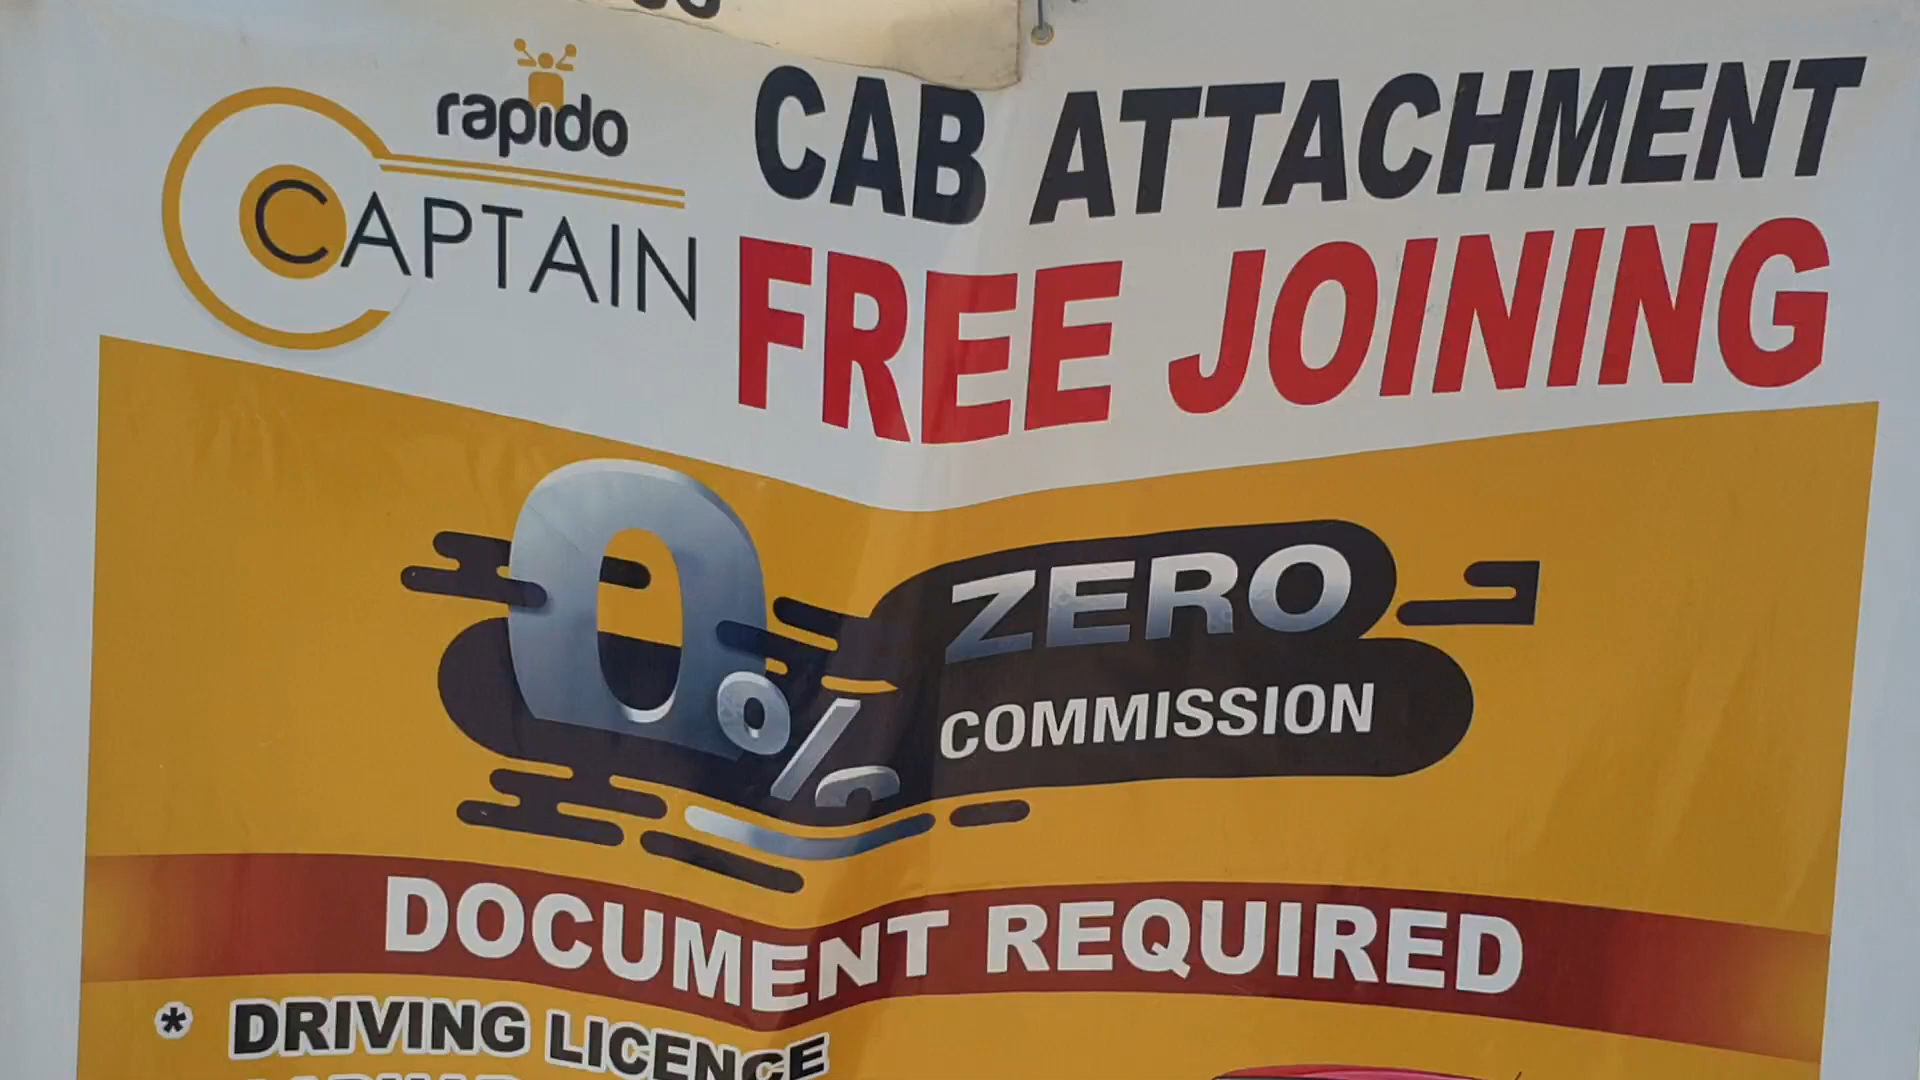 rapido
CAPTAIN
CAB ATTACHMENT
FREE JOINING
0%
ZERO
COMMISSION
DOCUMENT REQUIRED
* DRIVING LICENCE